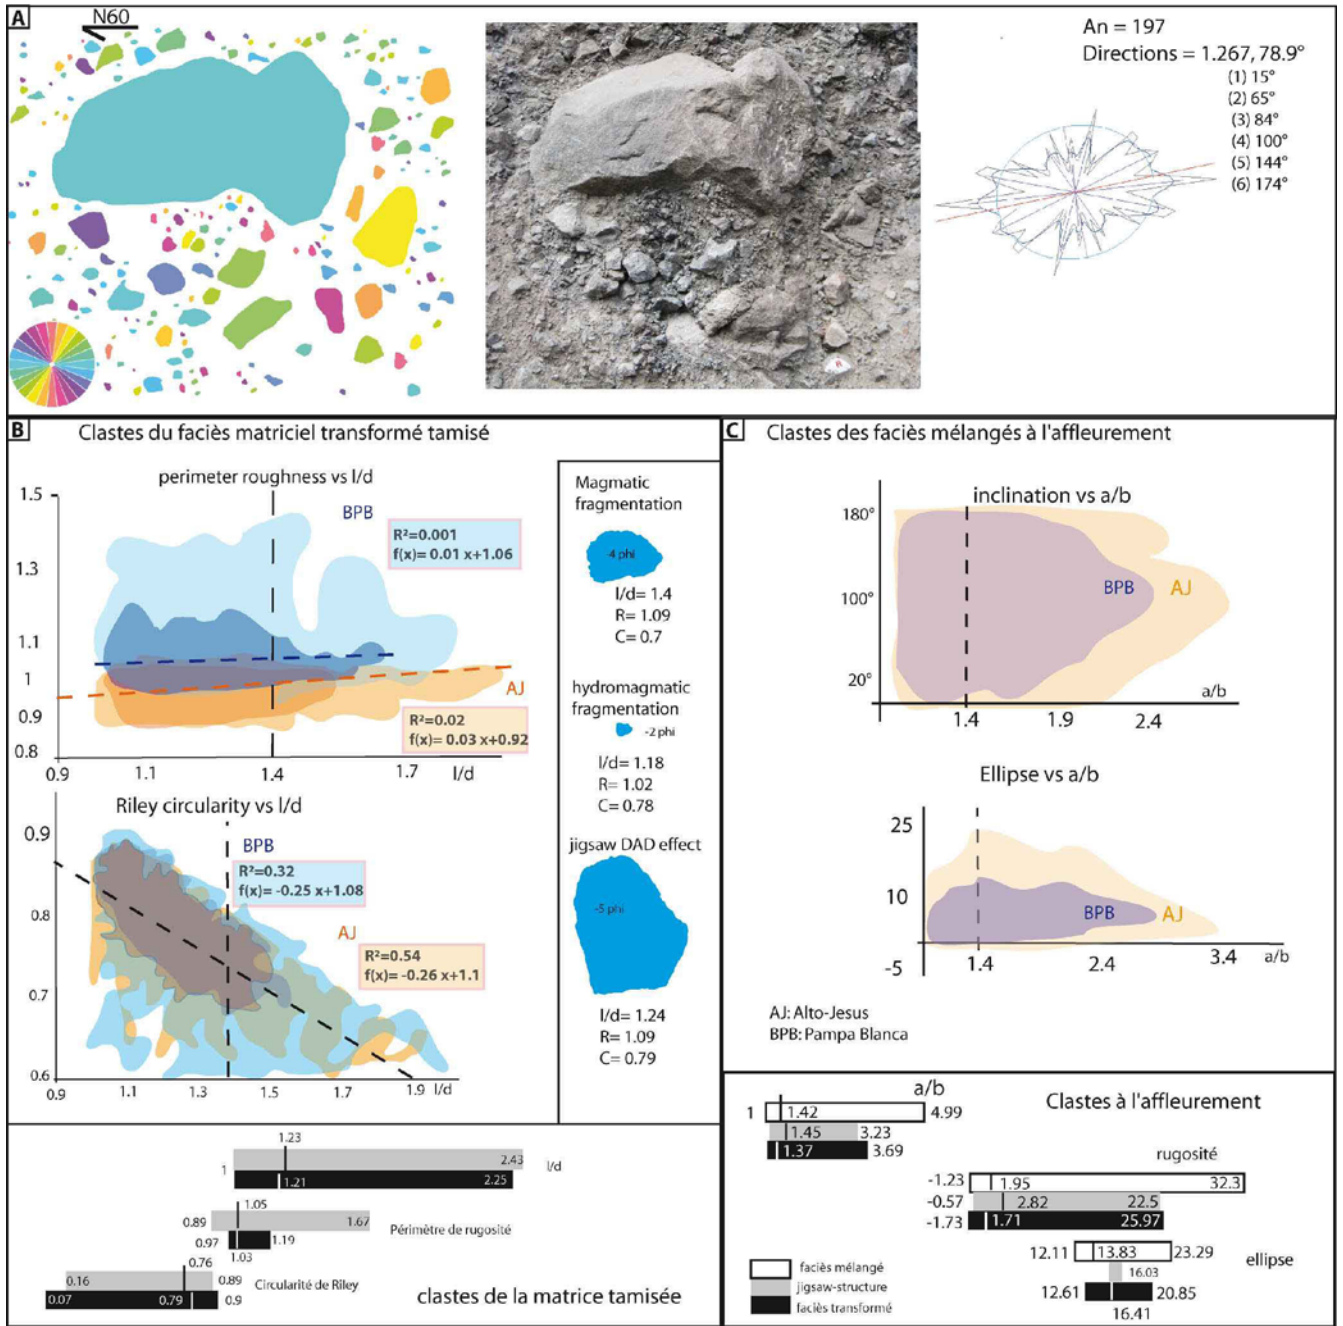 A
N60
An = 197
Directions = 1.267, 78.9°
(1) 15°
(2) 65°
(3) 84°
(4) 100°
(5) 144°
(6) 174°
B
Clastes du faciès matriciel transformé tamisé
perimeter roughness vs l/d
1.5
1.3
1.1
1
0.9
0.8
BPB
R²=0.001
f(x)= 0.01 x+1.06
AJ
R²=0.02
f(x)= 0.03 x+0.92
0.9
1.1
1.4
1.7
l/d
Riley circularity vs l/d
0.9
0.8
0.7
0.6
BPB
R²=0.32
f(x)= -0.25 x+1.08
AJ
R²=0.54
f(x)= -0.26 x+1.1
0.9
1.1
1.3
1.5
1.7
1.9
l/d
Magmatic
fragmentation
-4 phi
l/d= 1.4
R= 1.09
C= 0.7
hydromagmatic
fragmentation
-2 phi
l/d= 1.18
R= 1.02
C= 0.78
jigsaw DAD effect
-5 phi
l/d= 1.24
R= 1.09
C= 0.79
1.23
1
2.43
l/d
1.21
2.25
1.05
0.89
1.67
Périmètre de rugosité
0.97
1.19
1.03
0.76
0.16
0.89
Circularité de Riley
0.07
0.79
0.9
clastes de la matrice tamisée
C
Clastes des faciès mélangés à l'affleurement
inclination vs a/b
180°
100°
20°
BPB
AJ
a/b
1.4
1.9
2.4
Ellipse vs a/b
25
10
-5
BPB
AJ
1.4
2.4
3.4
a/b
AJ: Alto-Jesus
BPB: Pampa Blanca
a/b
Clastes à l'affleurement
1
1.42
4.99
1.45
3.23
1.37
3.69
rugosité
-1.23
1.95
32.3
-0.57
2.82
22.5
-1.73
1.71
25.97
12.11
13.83
23.29
ellipse
16.03
12.61
20.85
16.41
faciès mélangé
jigsaw-structure
faciès transformé